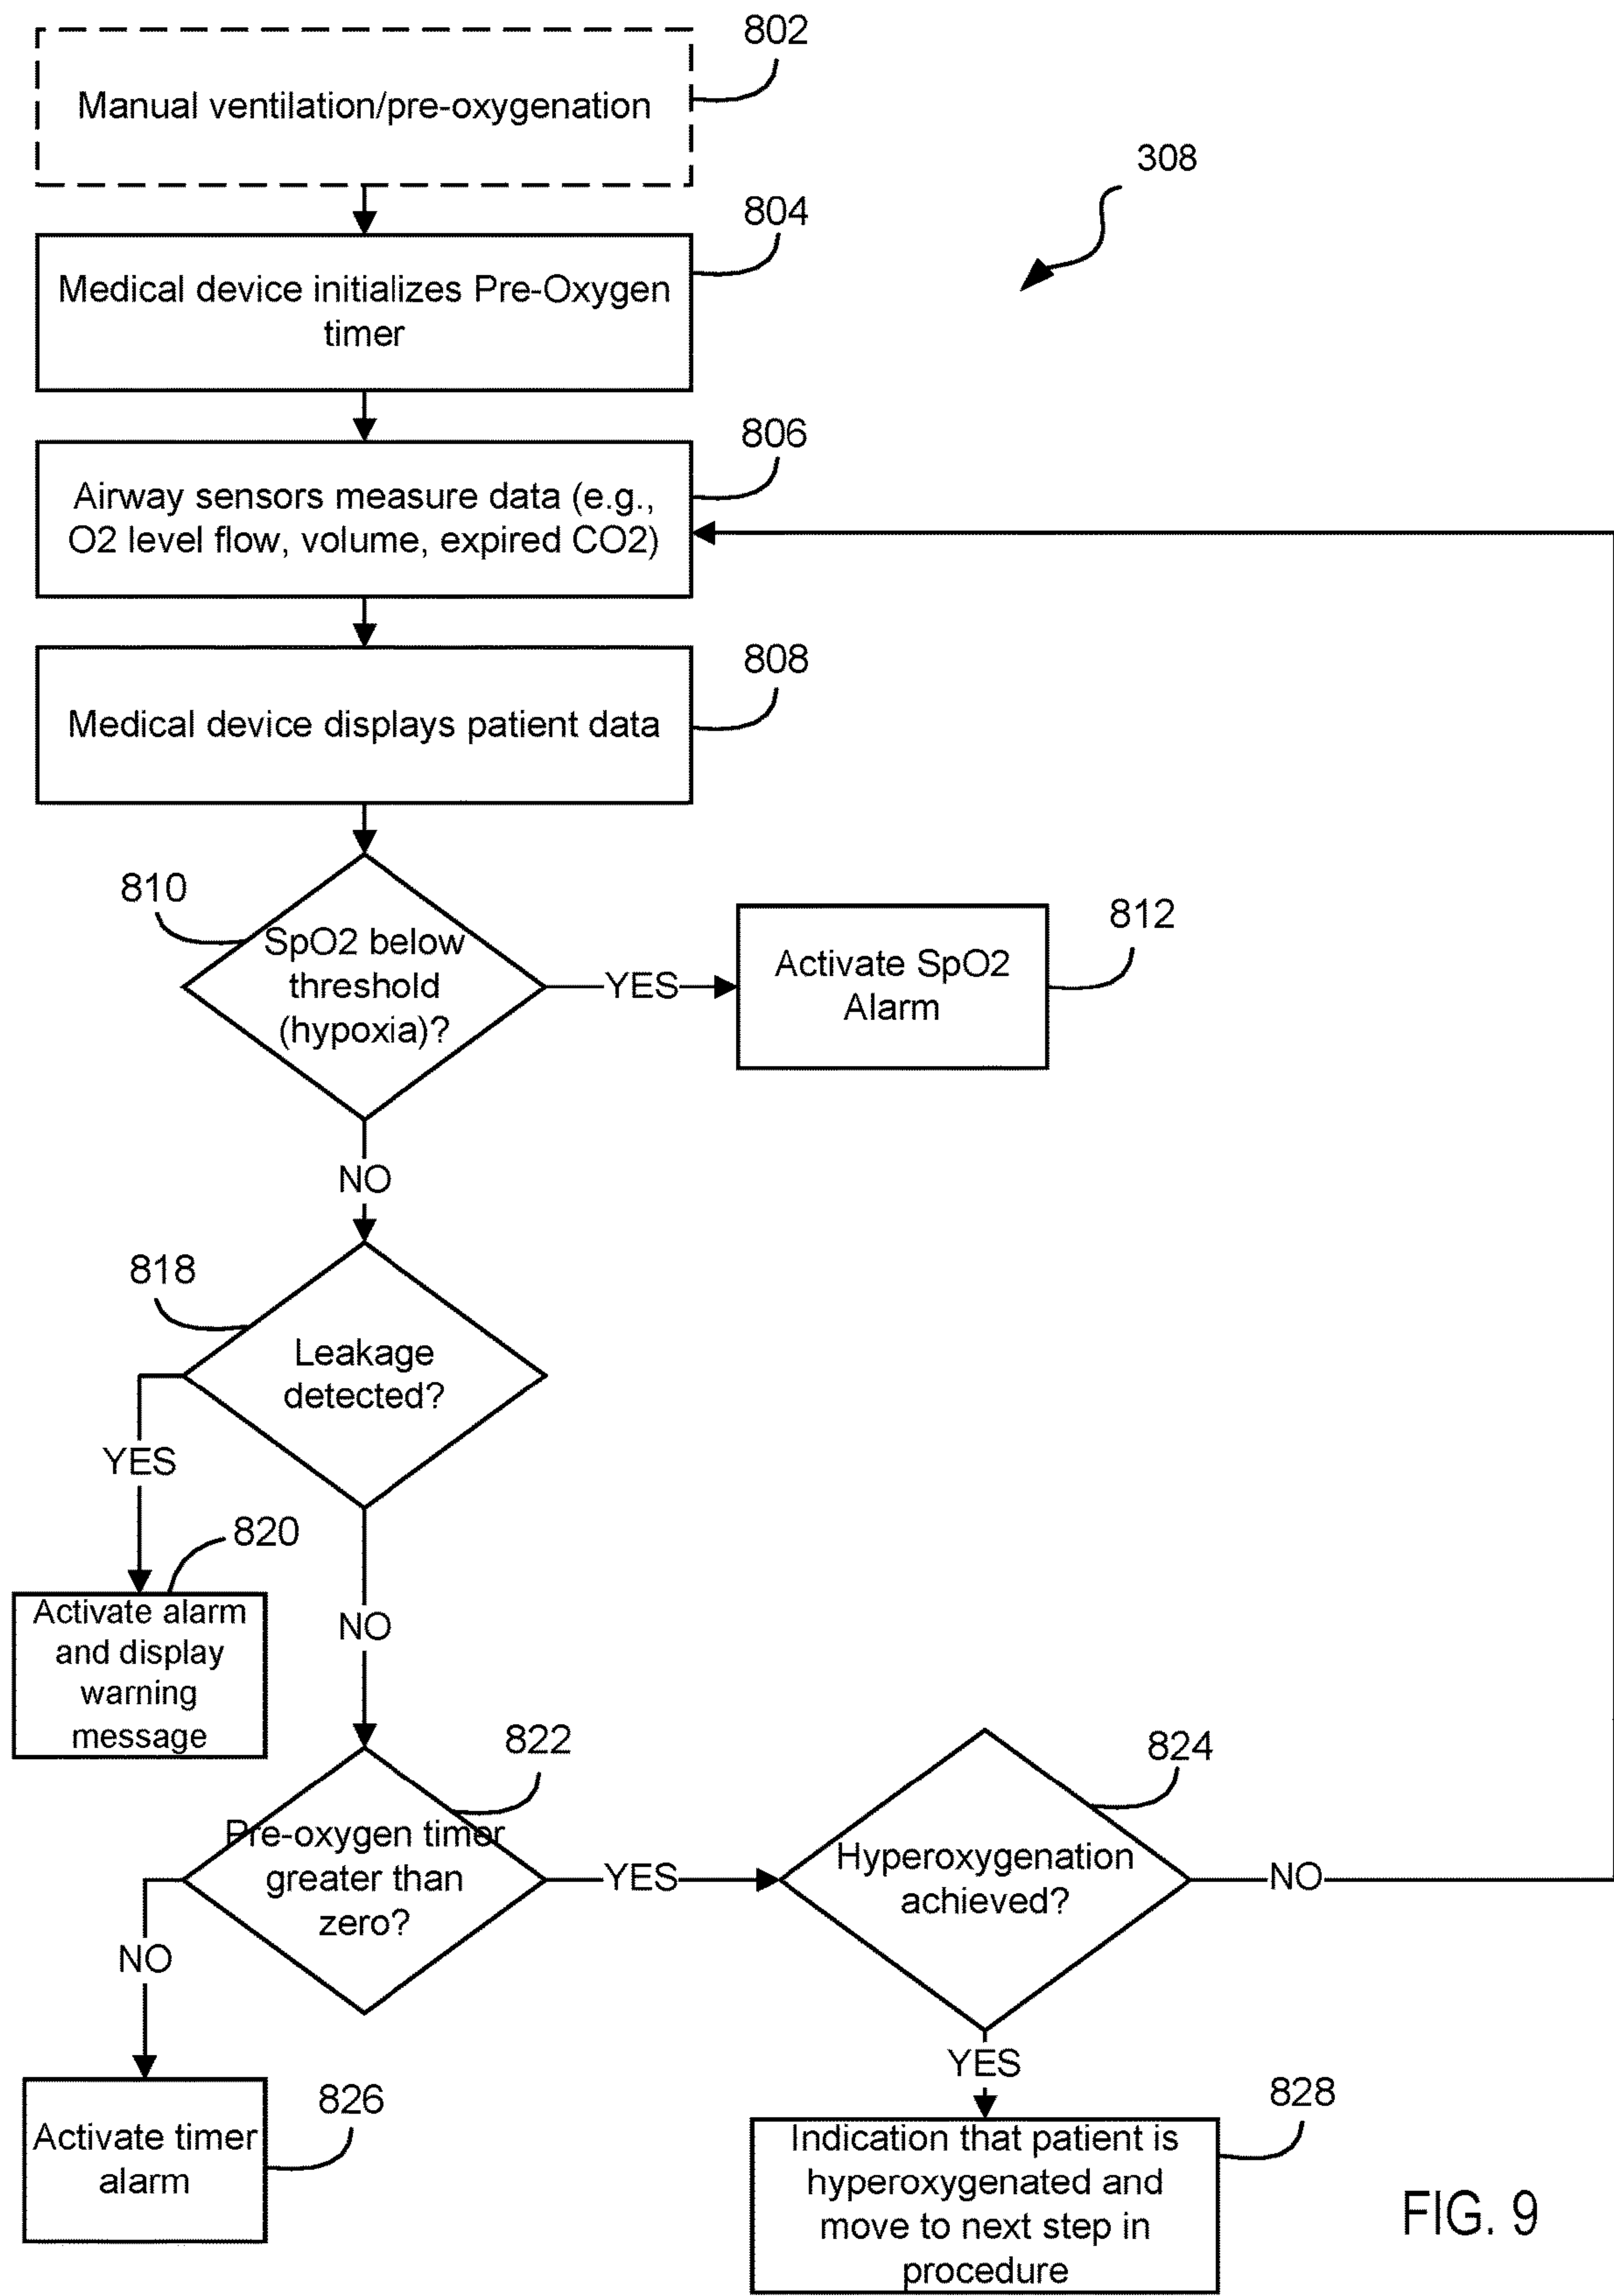 802
Manual ventilation/pre-oxygenation
308
804
Medical device initializes Pre-Oxygen
timer
806
Airway sensors measure data (e.g.,
O2 level flow, volume, expired CO2)
808
Medical device displays patient data
810
SpO2 below
threshold
(hypoxia)?
YES
812
Activate SpO2
Alarm
NO
818
Leakage
detected?
YES
820
Activate alarm
and display
warning
message
NO
822
Pre-oxygen timer
greater than
zero?
YES
824
Hyperoxygenation
achieved?
NO
NO
826
Activate timer
alarm
YES
828
Indication that patient is
hyperoxygenated and
move to next step in
procedure
FIG. 9